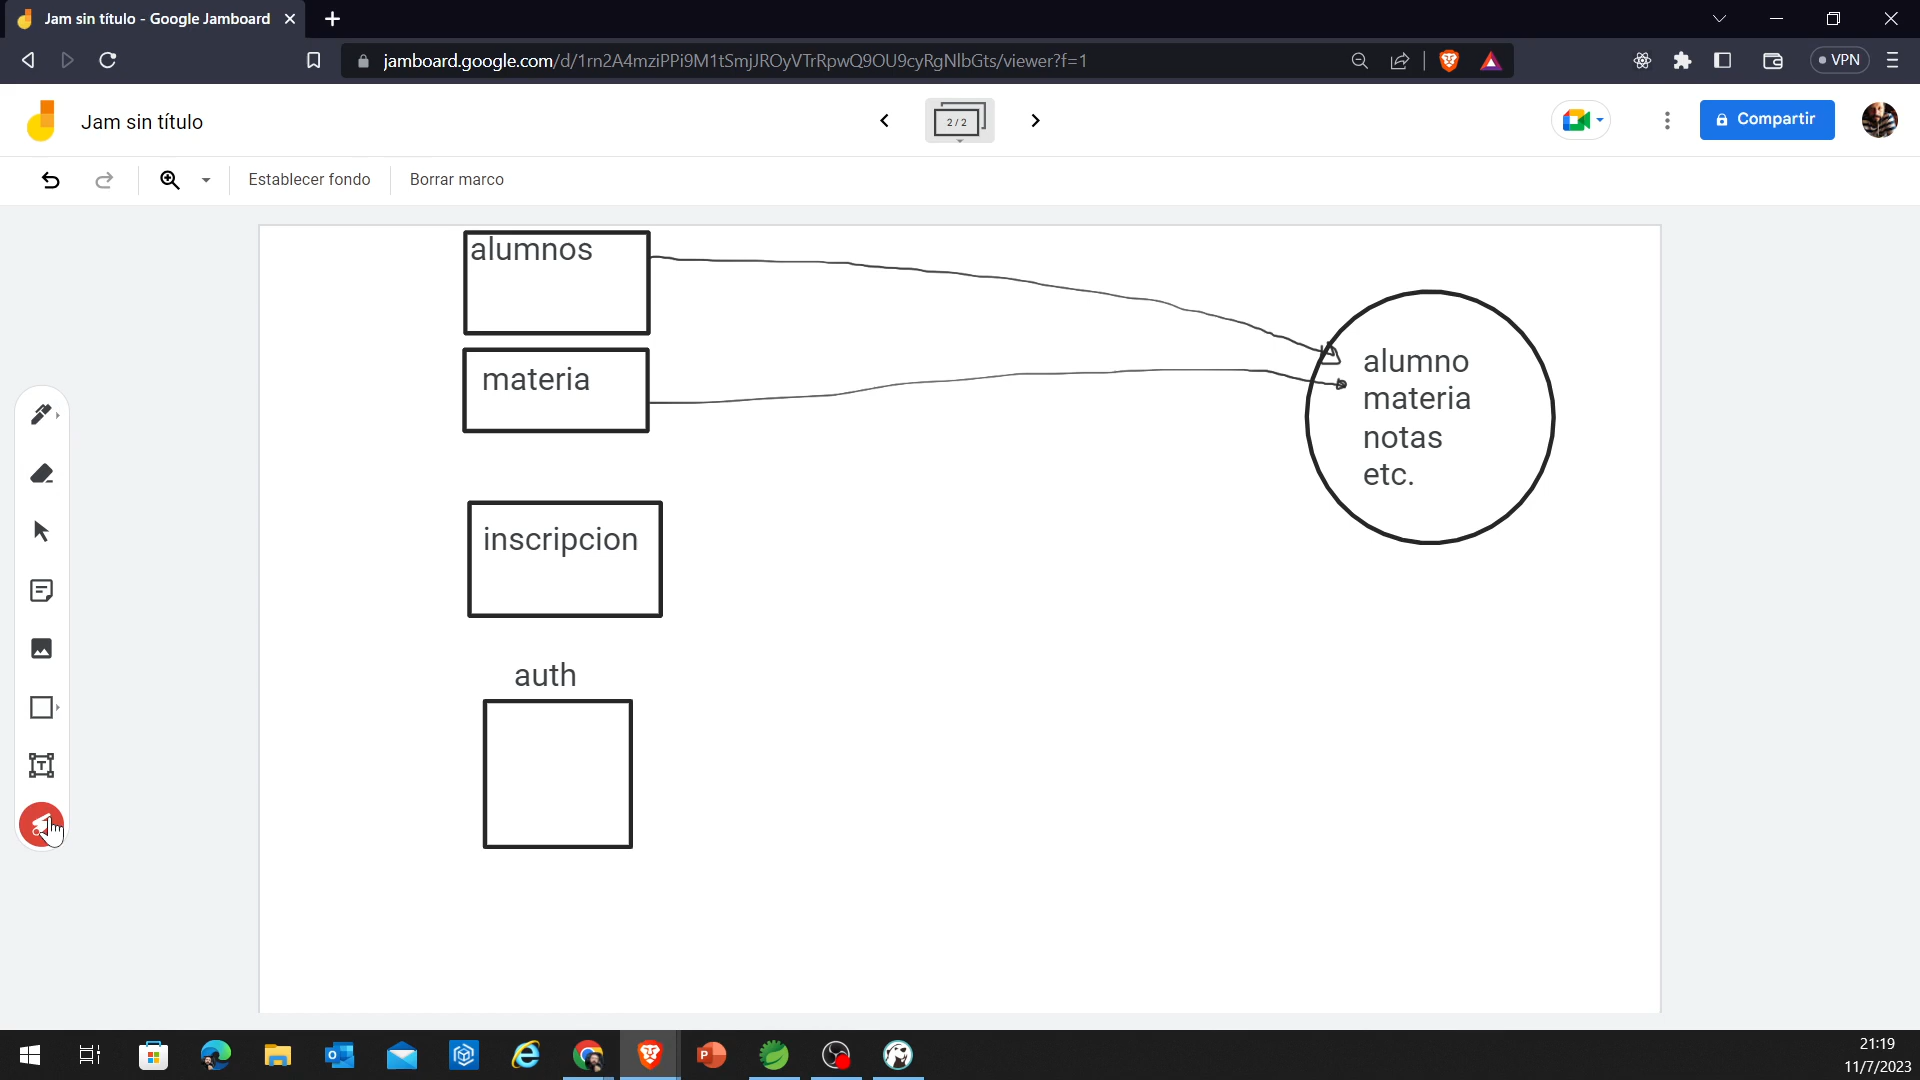 Jam sin título - Google Jamboard
jamboard.google.com/d/1rn2A4mziPPi9M1tSmjJROyVTrRpwQ9OU9cyRgNlbGts/viewer?f=1
VPN
Jam sin título
2 / 2
Compartir
Establecer fondo
Borrar marco
alumnos
materia
inscripcion
auth
alumno
materia
notas
etc.
21:19
11/7/2023